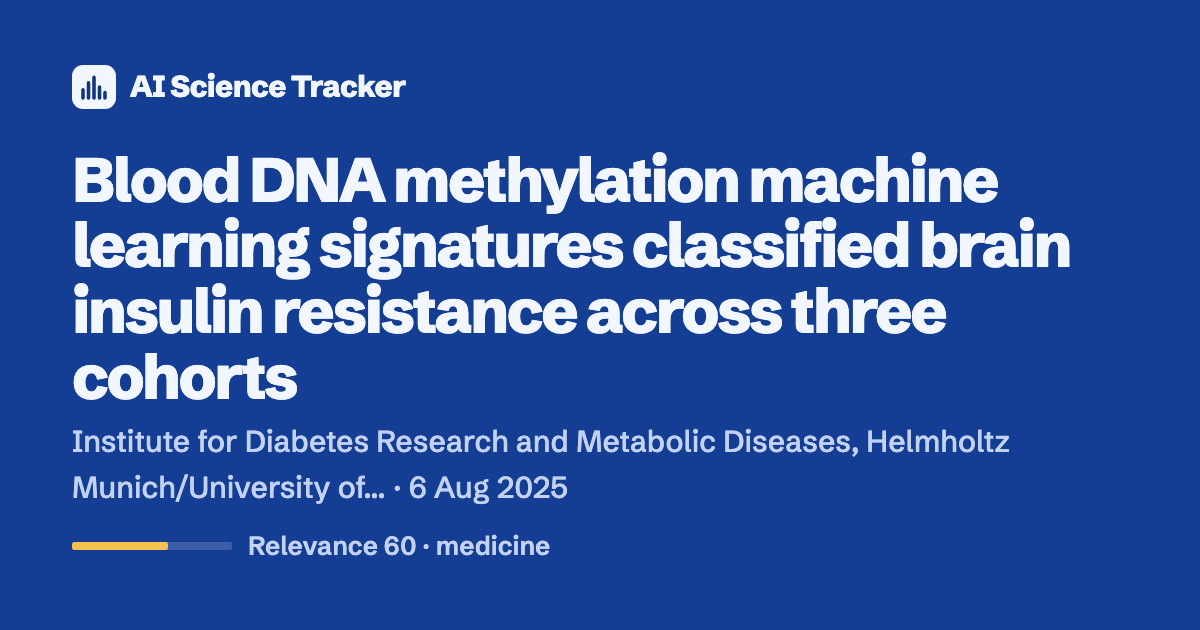 AI Science Tracker
Blood DNA methylation machine
learning signatures classified brain
insulin resistance across three
cohorts
Institute for Diabetes Research and Metabolic Diseases, Helmholtz
Munich/University of... · 6 Aug 2025
Relevance 60 · medicine